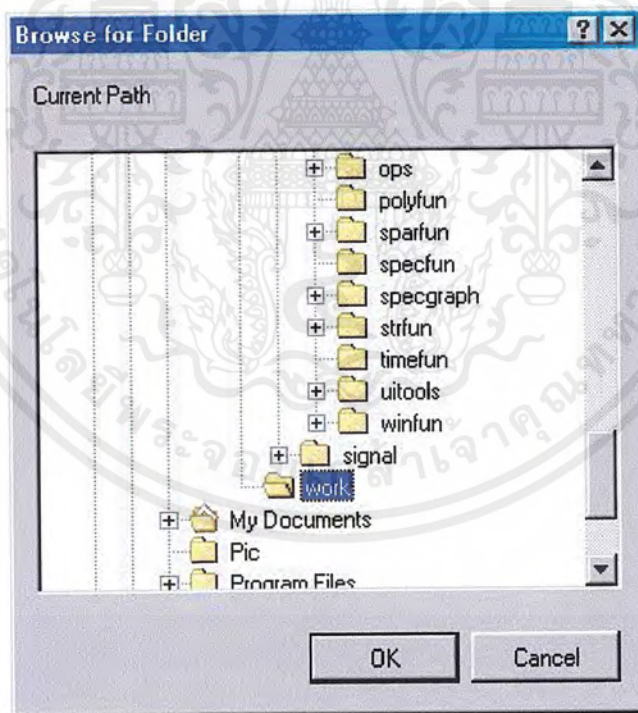 Browse for Folder
Current Path
ops
polyfun
sparfun
specfun
specgraph
strfun
timefun
uitools
winfun
signal
work
My Documents
Pic
Program Files
OK
Cancel